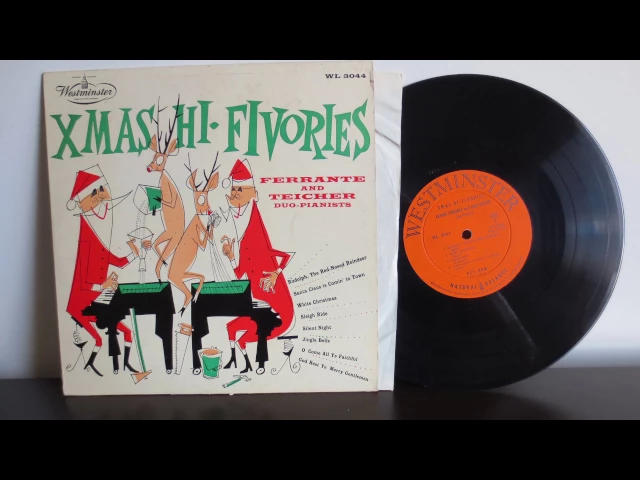 Westminster
WL 3044
XMAS HI-FIVORIES
FERRANTE
AND
TEICHER
DUO-PIANISTS
Rudolph, The Red-Nosed Reindeer
Santa Claus is Comin' to Town
White Christmas
Sleigh Ride
Silent Night
Jingle Bells
O Come All Ye Faithful
God Rest Ye Merry Gentlemen
WESTMINSTER
NATURAL BALANCE